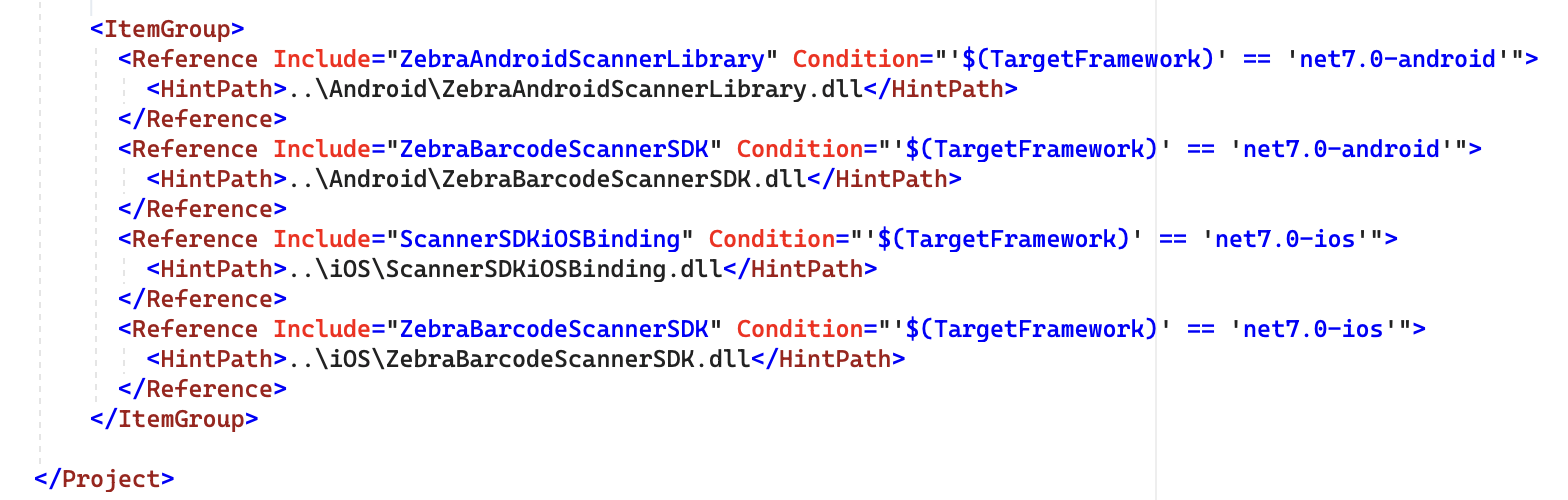 <ItemGroup>
<Reference Include="ZebraAndroidScannerLibrary" Condition="'$(TargetFramework)' == 'net7.0-android'">
<HintPath>..\Android\ZebraAndroidScannerLibrary.dll</HintPath>
</Reference>
<Reference Include="ZebraBarcodeScannerSDK" Condition="'$(TargetFramework)' == 'net7.0-android'">
<HintPath>..\Android\ZebraBarcodeScannerSDK.dll</HintPath>
</Reference>
<Reference Include="ScannerSDKiOSBinding" Condition="'$(TargetFramework)' == 'net7.0-ios'">
<HintPath>..\iOS\ScannerSDKiOSBinding.dll</HintPath>
</Reference>
<Reference Include="ZebraBarcodeScannerSDK" Condition="'$(TargetFramework)' == 'net7.0-ios'">
<HintPath>..\iOS\ZebraBarcodeScannerSDK.dll</HintPath>
</Reference>
</ItemGroup>
</Project>